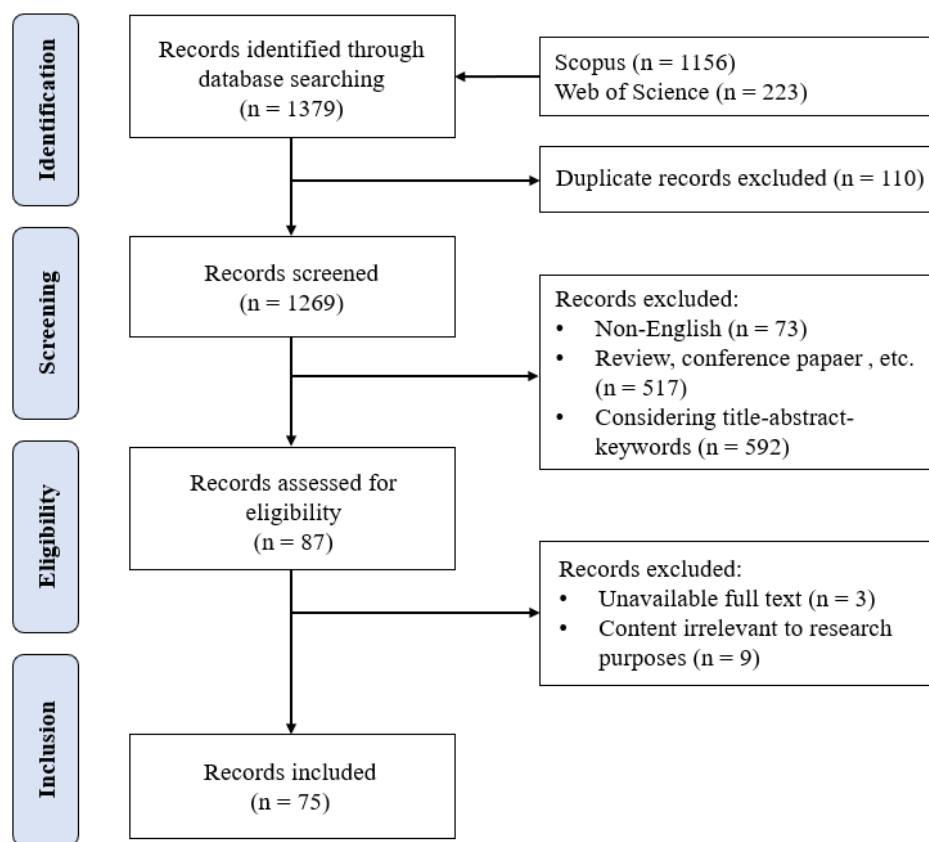 Identification
Records identified through
database searching
(n = 1379)
Scopus (n = 1156)
Web of Science (n = 223)
Duplicate records excluded (n = 110)
Screening
Records screened
(n = 1269)
Records excluded:
• Non-English (n = 73)
• Review, conference papaer , etc.
(n = 517)
• Considering title-abstract-
keywords (n = 592)
Eligibility
Records assessed for
eligibility
(n = 87)
Records excluded:
• Unavailable full text (n = 3)
• Content irrelevant to research
purposes (n = 9)
Inclusion
Records included
(n = 75)